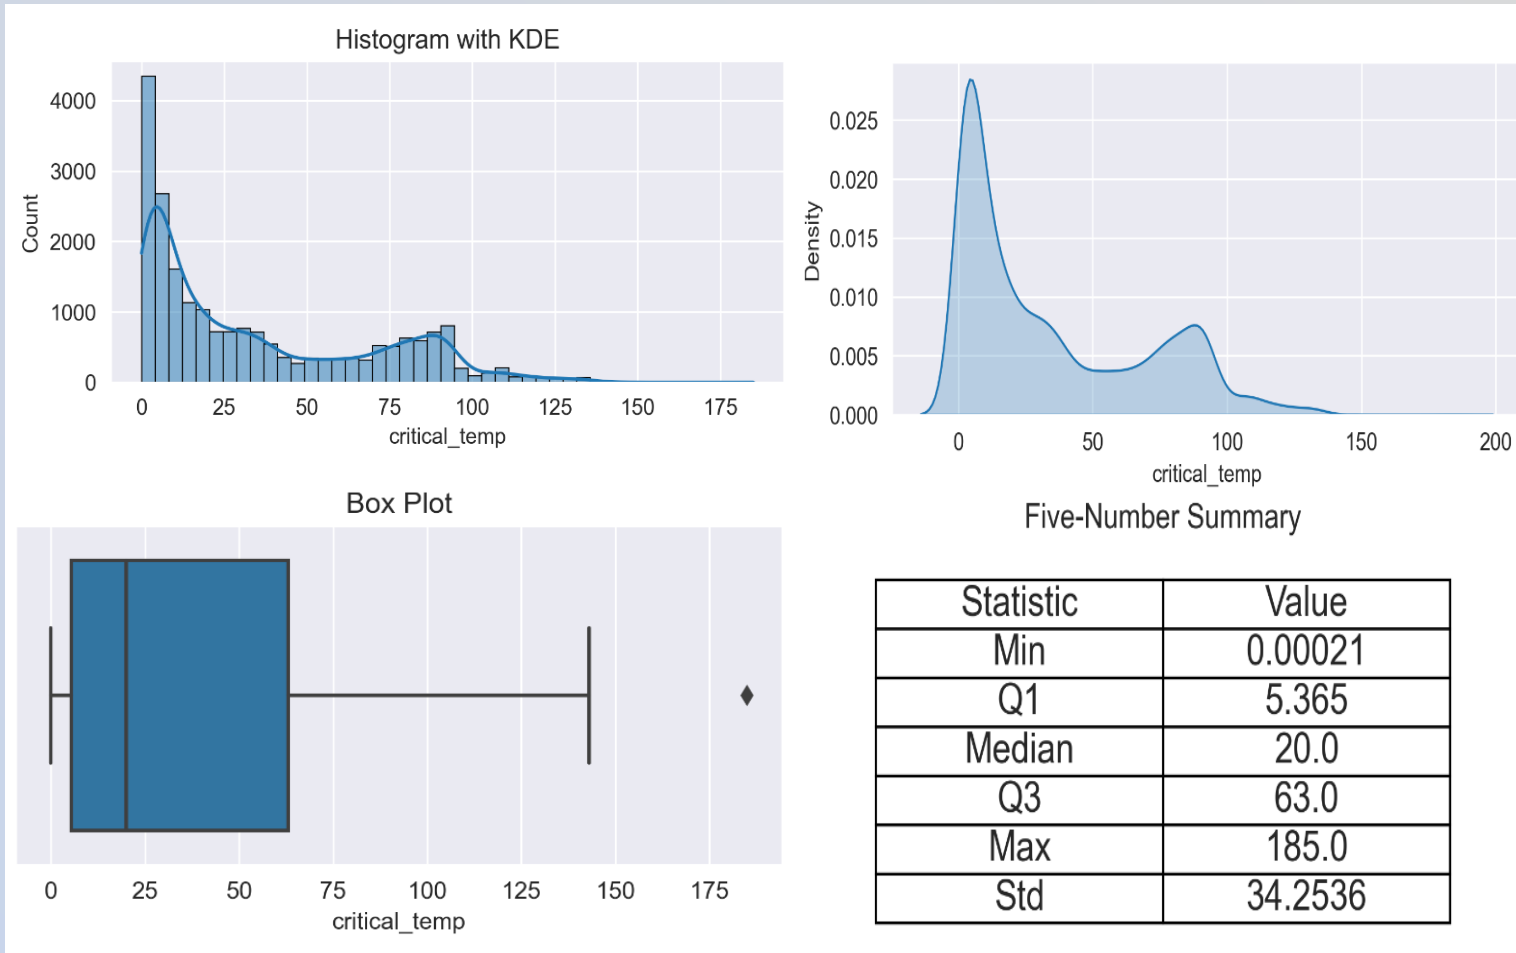 Histogram with KDE
4000
3000
2000
1000
0
Count
0 25 50 75 100 125 150 175
critical_temp
0.025
0.020
0.015
0.010
0.005
0.000
Density
0 50 100 150 200
critical_temp
Box Plot
0 25 50 75 100 125 150 175
critical_temp
Five-Number Summary
Statistic Value
Min 0.00021
Q1 5.365
Median 20.0
Q3 63.0
Max 185.0
Std 34.2536